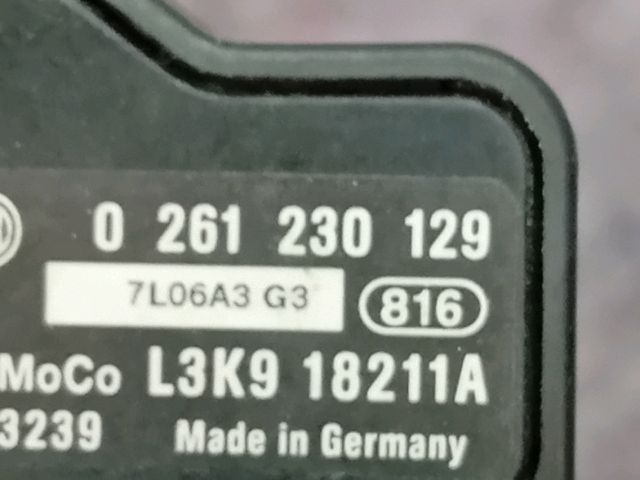 0 261 230 129
7L06A3 G3 816
MoCo L3K9 18211A
3239 Made in Germany